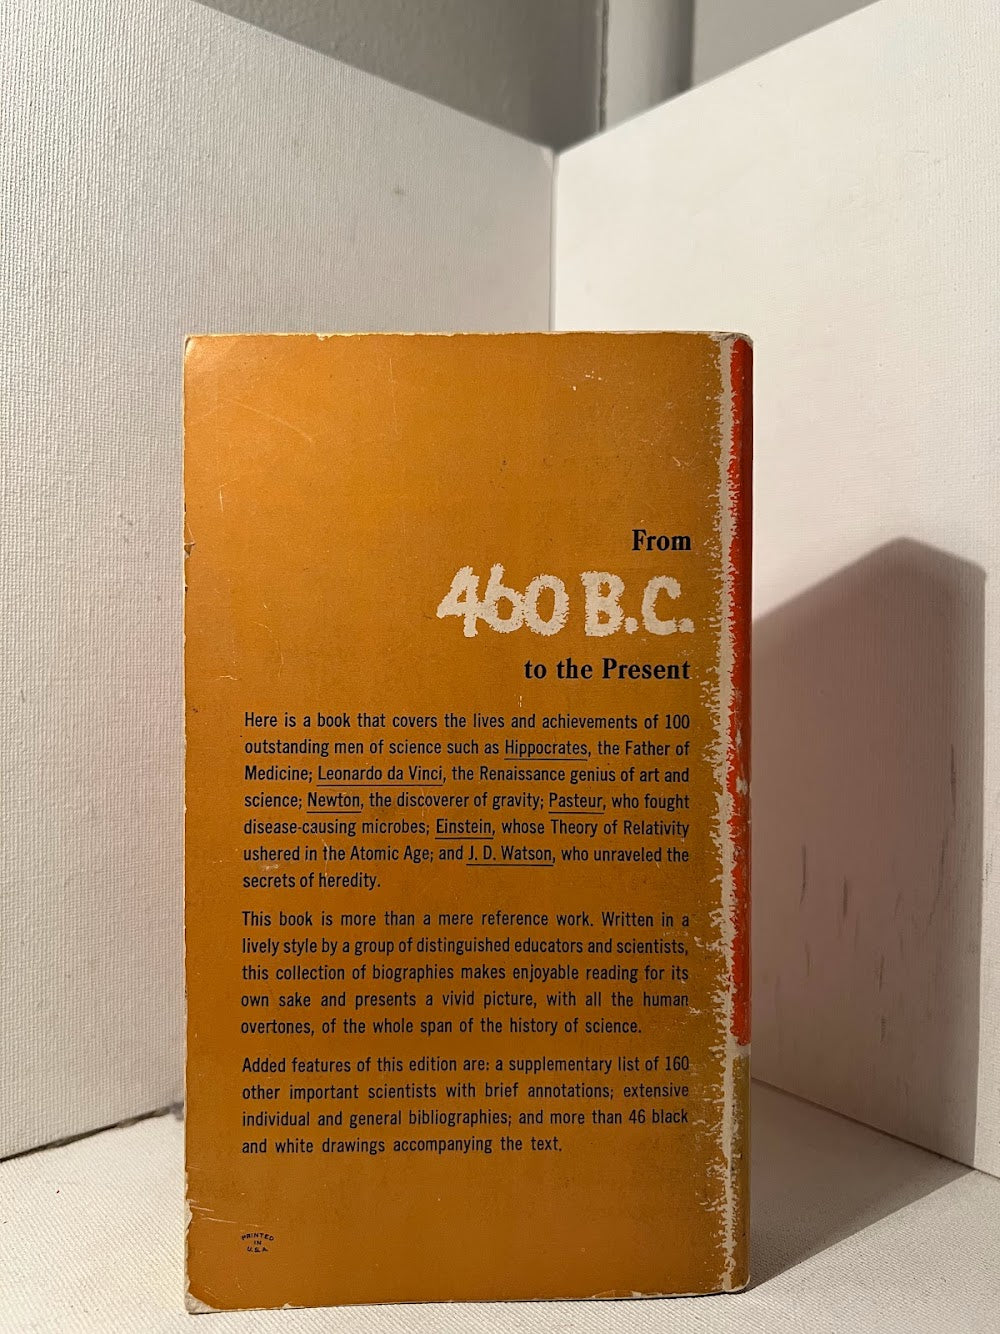 From
460 B.C.
to the Present
Here is a book that covers the lives and achievements of 100
outstanding men of science such as Hippocrates, the Father of
Medicine; Leonardo da Vinci, the Renaissance genius of art and
science; Newton, the discoverer of gravity; Pasteur, who fought
disease-causing microbes; Einstein, whose Theory of Relativity
ushered in the Atomic Age; and J. D. Watson, who unraveled the
secrets of heredity.
This book is more than a mere reference work. Written in a
lively style by a group of distinguished educators and scientists,
this collection of biographies makes enjoyable reading for its
own sake and presents a vivid picture, with all the human
overtones, of the whole span of the history of science.
Added features of this edition are: a supplementary list of 160
other important scientists with brief annotations; extensive
individual and general bibliographies; and more than 46 black
and white drawings accompanying the text.
PRINTED
IN
U.S.A.